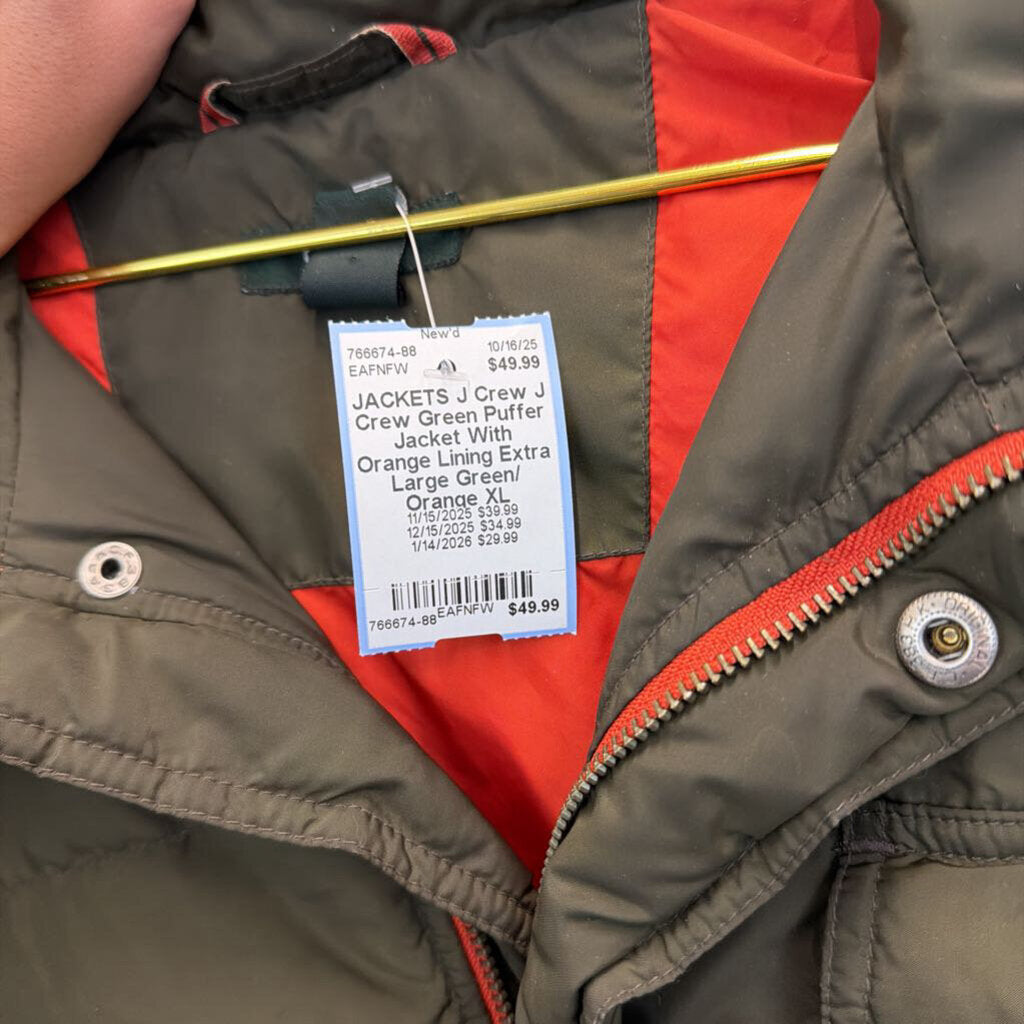 New'd
766674-88 10/16/25
EAFNFW $49.99
JACKETS J Crew J
Crew Green Puffer
Jacket With
Orange Lining Extra
Large Green/
Orange XL
11/15/2025 $39.99
12/15/2025 $34.99
1/14/2026 $29.99
766674-88 EAFNFW $49.99